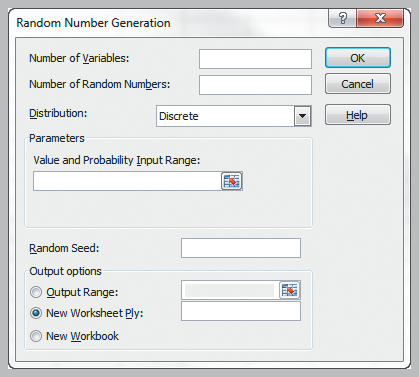 Random Number Generation
Number of Variables:
OK
Number of Random Numbers:
Cancel
Distribution:
Discrete
Help
Parameters
Value and Probability Input Range:
Random Seed:
Output options
Output Range:
New Worksheet Ply:
New Workbook